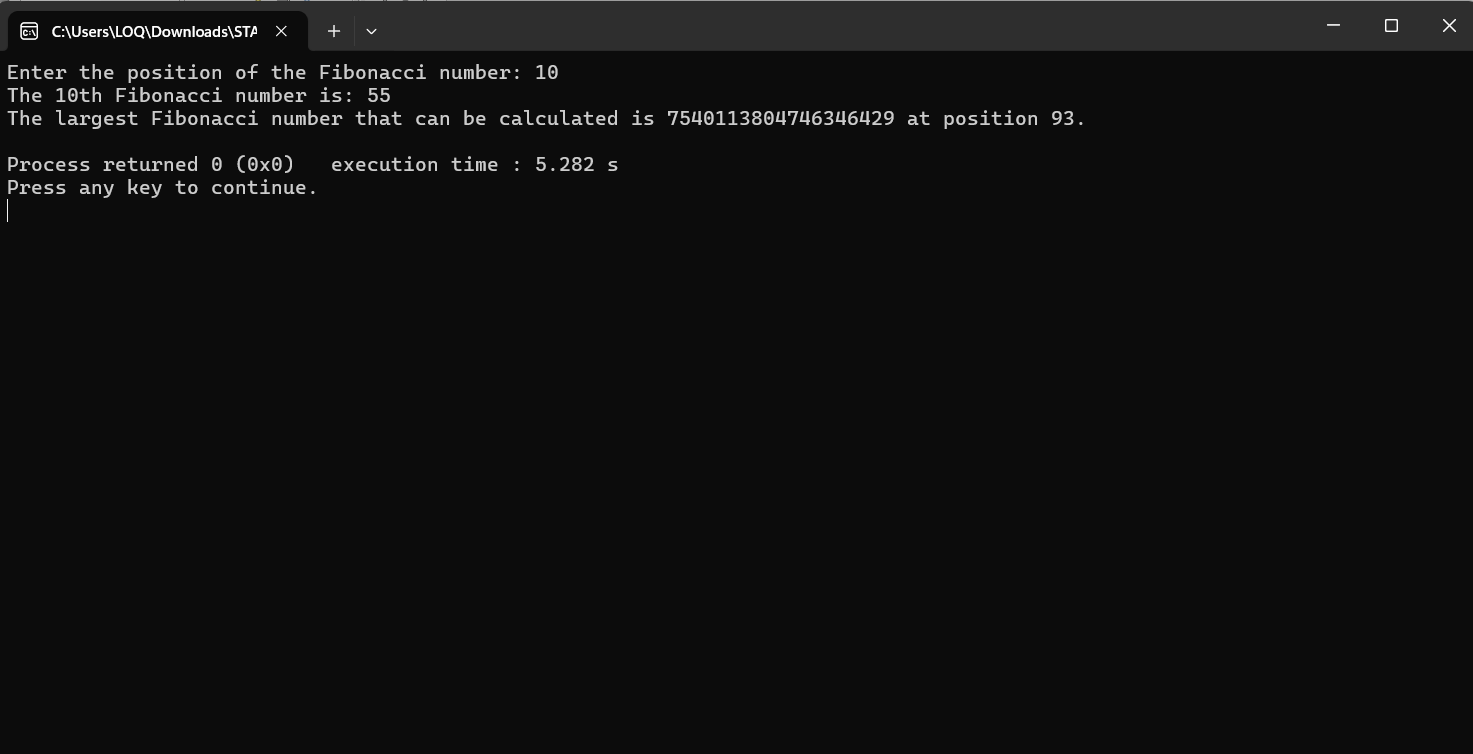 C:\Users\LOQ\Downloads\STA
Enter the position of the Fibonacci number: 10
The 10th Fibonacci number is: 55
The largest Fibonacci number that can be calculated is 7540113804746346429 at position 93.
Process returned 0 (0x0)   execution time : 5.282 s
Press any key to continue.